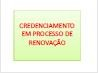 CREDENCIAMENTO
EM PROCESSO DE
RENOVAÇÃO